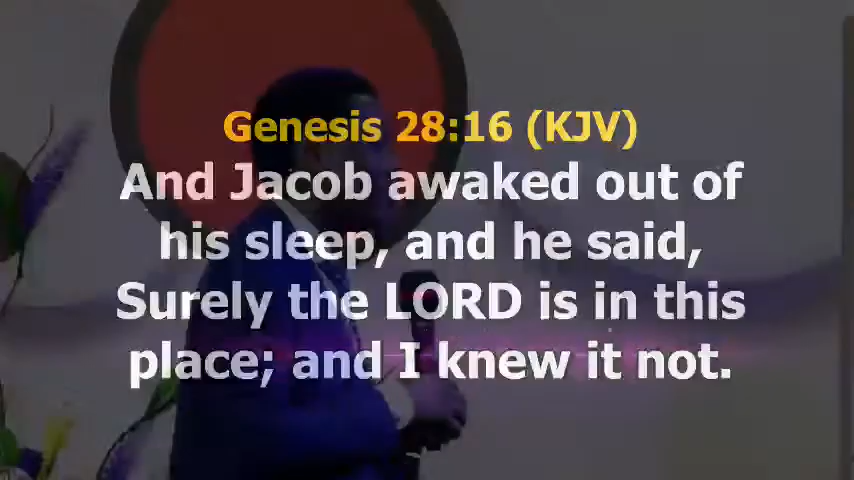 Genesis 28:16 (KJV)
And Jacob awaked out of
his sleep, and he said,
Surely the LORD is in this
place; and I knew it not.